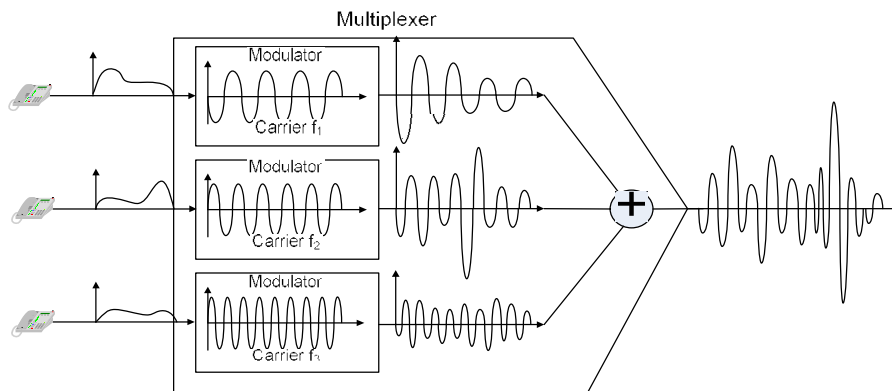 Multiplexer
Modulator
Carrier f1
Modulator
Carrier f2
+
Modulator
Carrier f3